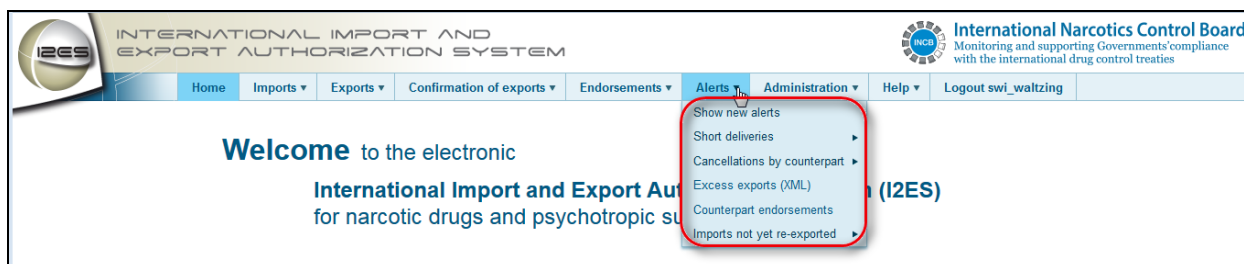 I2ES
INTERNATIONAL IMPORT AND
EXPORT AUTHORIZATION SYSTEM
INCB
International Narcotics Control Board
Monitoring and supporting Governments'compliance
with the international drug control treaties
Home Imports Exports Confirmation of exports Endorsements Alerts Administration Help Logout swi_waltzing
Show new alerts
Short deliveries
Cancellations by counterpart
Excess exports (XML)
Counterpart endorsements
Imports not yet re-exported
Welcome to the electronic
International Import and Export Aut (I2ES)
for narcotic drugs and psychotropic su